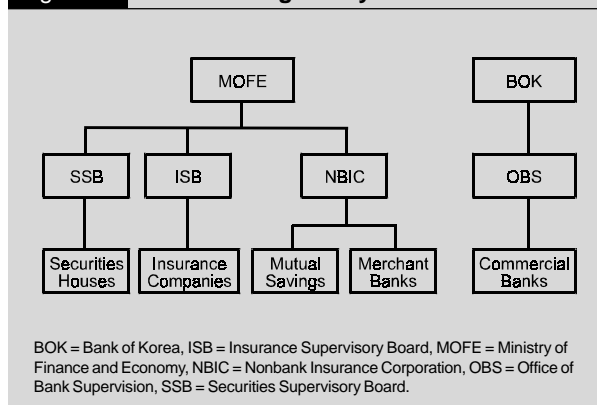 MOFE
BOK
SSB
ISB
NBIC
OBS
Securities
Houses
Insurance
Companies
Mutual
Savings
Merchant
Banks
Commercial
Banks
BOK = Bank of Korea, ISB = Insurance Supervisory Board, MOFE = Ministry of
Finance and Economy, NBIC = Nonbank Insurance Corporation, OBS = Office of
Bank Supervision, SSB = Securities Supervisory Board.